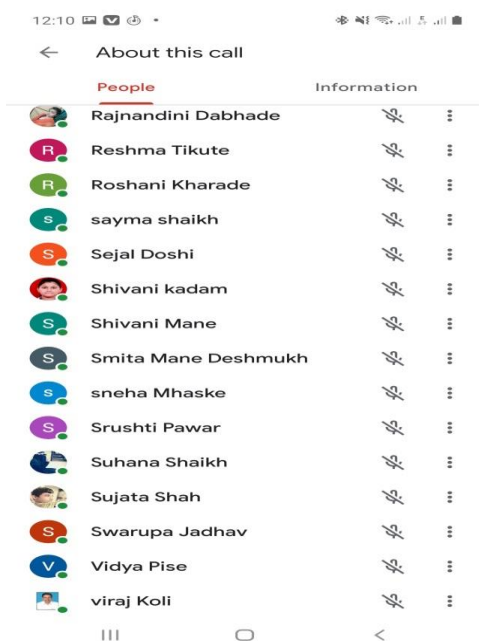 12:10
About this call
People Information
Rajnandini Dabhade
R Reshma Tikute
R Roshani Kharade
s sayma shaikh
S Sejal Doshi
Shivani kadam
S Shivani Mane
S Smita Mane Deshmukh
s sneha Mhaske
S Srushti Pawar
Suhana Shaikh
Sujata Shah
S Swarupa Jadhav
V Vidya Pise
viraj Koli